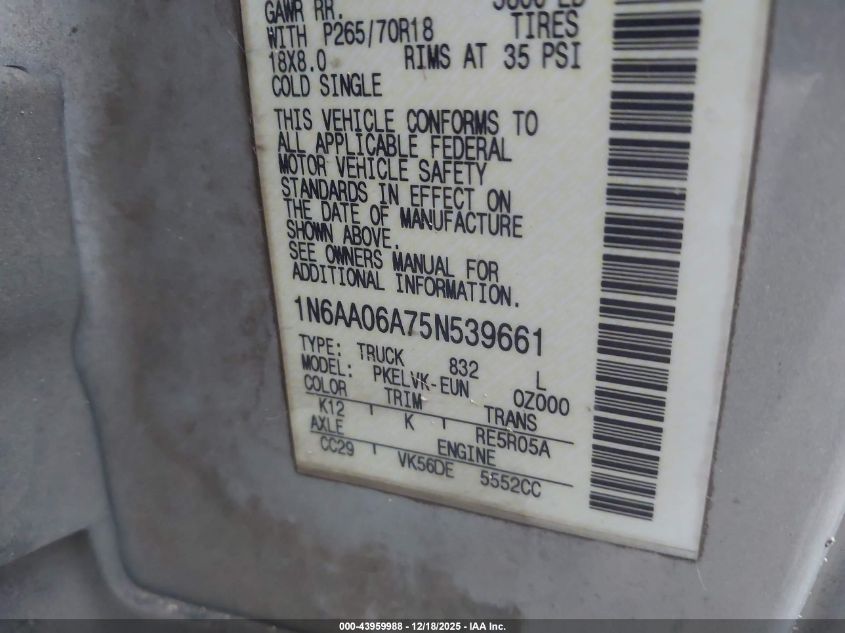 GAWR RR. 3800 LB
WITH P265/70R18 TIRES
18X8.0 RIMS AT 35 PSI
COLD SINGLE
THIS VEHICLE CONFORMS TO
ALL APPLICABLE FEDERAL
MOTOR VEHICLE SAFETY
STANDARDS IN EFFECT ON
THE DATE OF MANUFACTURE
SHOWN ABOVE.
SEE OWNERS MANUAL FOR
ADDITIONAL INFORMATION.
1N6AA06A75N539661
TYPE: TRUCK 832 L
MODEL: PKELVK-EUN 0Z000
COLOR TRIM TRANS
K12 K RE5R05A
AXLE ENGINE
CC29 VK56DE 5552CC
000-43959988 - 12/18/2025 - IAA Inc.